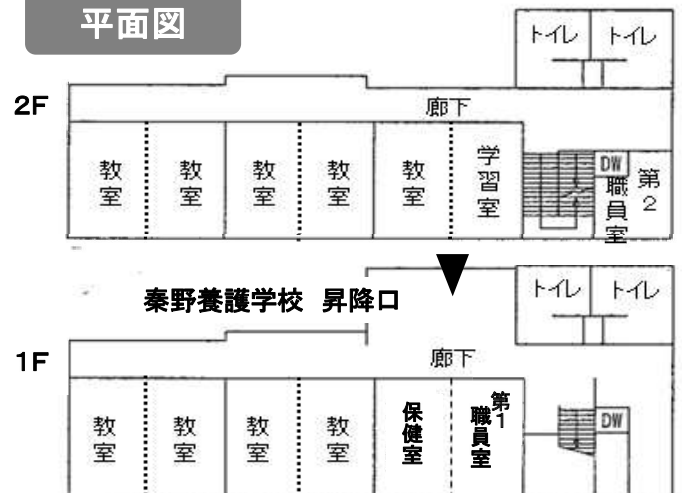 平面図
トイレ トイレ
2F
廊下
教室 教室 教室 教室 教室 学習室 DW 第2職員室
秦野養護学校 昇降口
トイレ トイレ
1F
廊下
教室 教室 教室 教室 保健室 第1職員室 DW